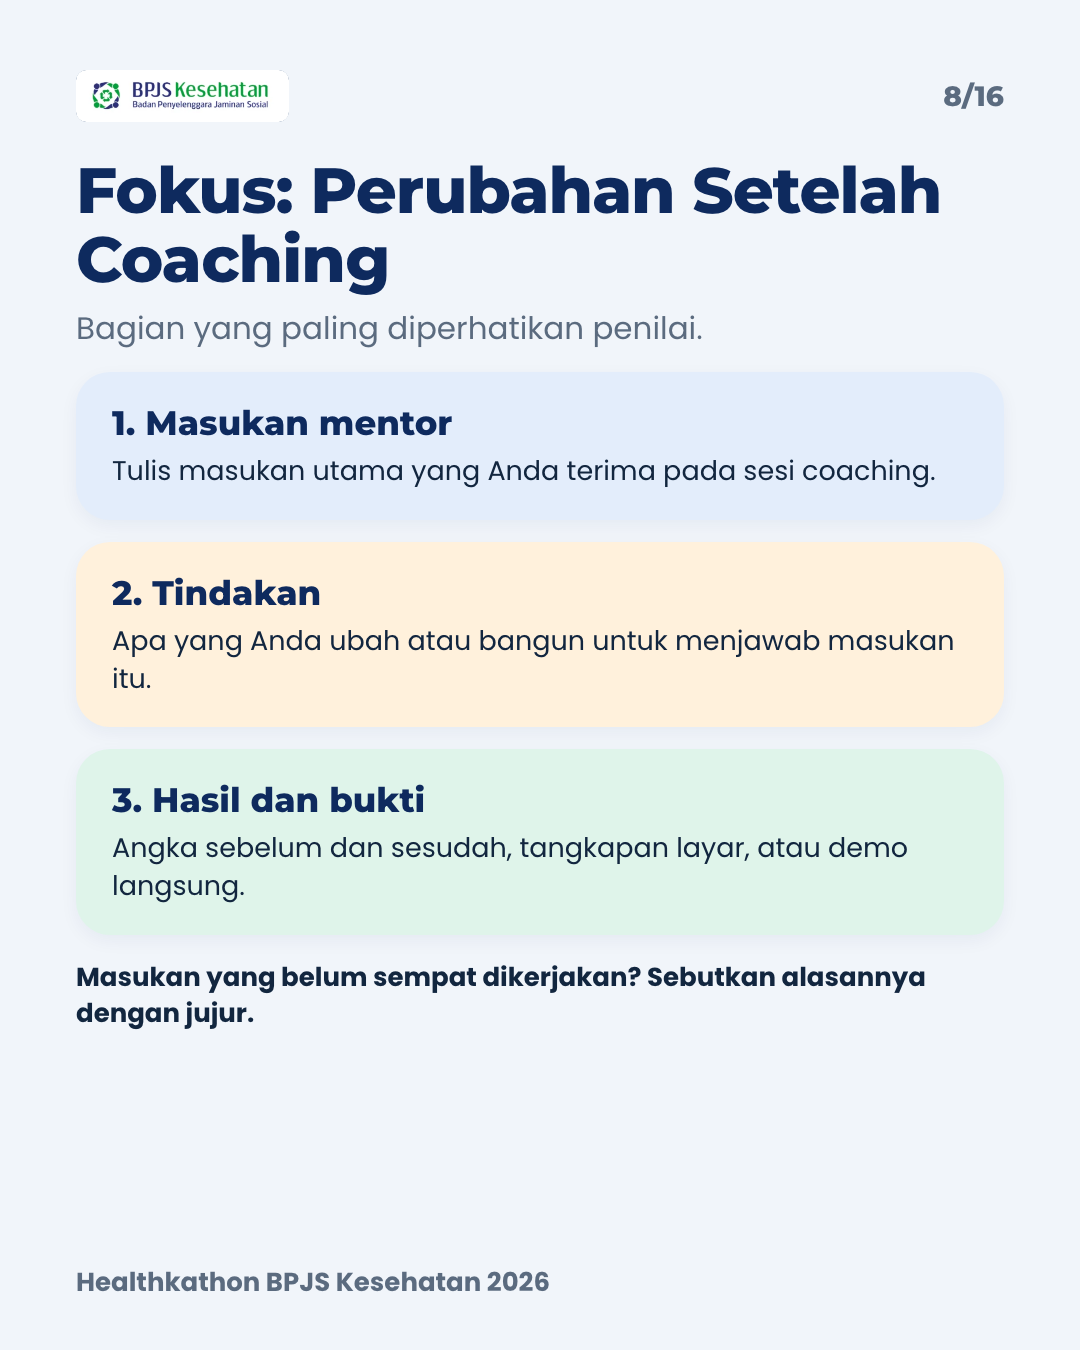 BPJS Kesehatan
Badan Penyelenggara Jaminan Sosial
8/16
Fokus: Perubahan Setelah
Coaching
Bagian yang paling diperhatikan penilai.
1. Masukan mentor
Tulis masukan utama yang Anda terima pada sesi coaching.
2. Tindakan
Apa yang Anda ubah atau bangun untuk menjawab masukan
itu.
3. Hasil dan bukti
Angka sebelum dan sesudah, tangkapan layar, atau demo
langsung.
Masukan yang belum sempat dikerjakan? Sebutkan alasannya
dengan jujur.
Healthkathon BPJS Kesehatan 2026